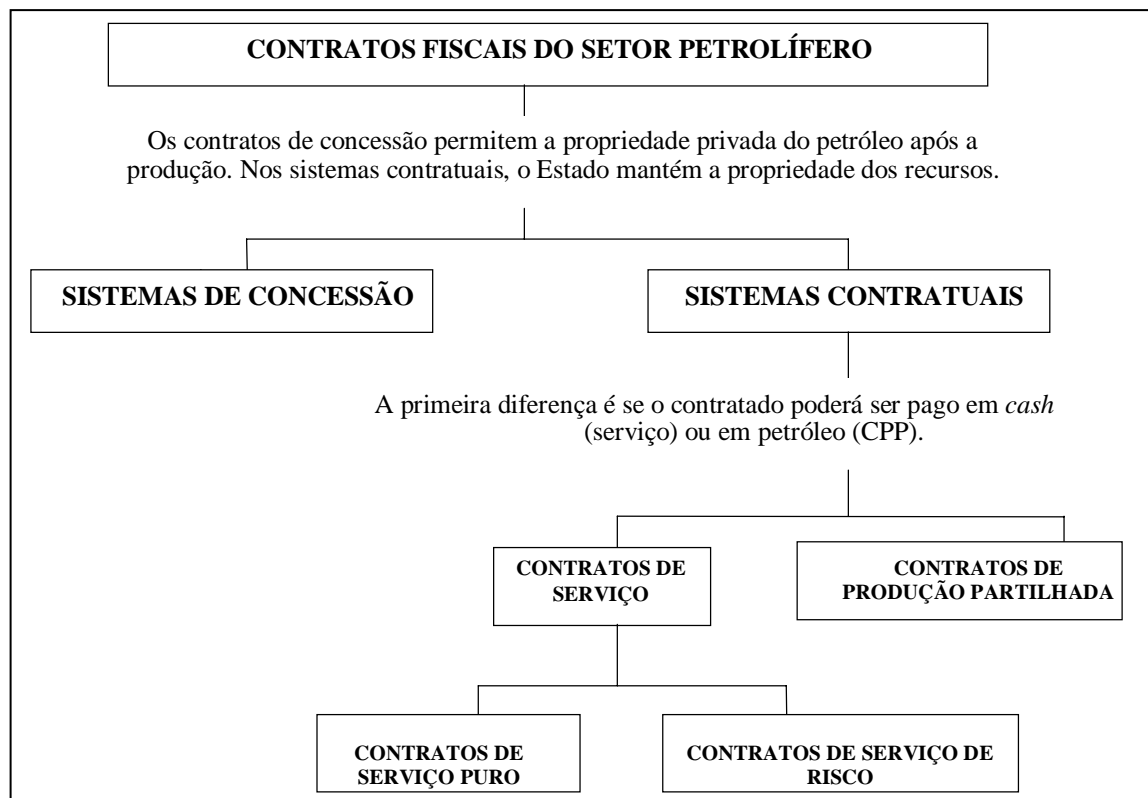 CONTRATOS FISCAIS DO SETOR PETROLÍFERO
Os contratos de concessão permitem a propriedade privada do petróleo após a
produção. Nos sistemas contratuais, o Estado mantém a propriedade dos recursos.
SISTEMAS DE CONCESSÃO
SISTEMAS CONTRATUAIS
A primeira diferença é se o contratado poderá ser pago em cash
(serviço) ou em petróleo (CPP).
CONTRATOS DE
SERVIÇO
CONTRATOS DE
PRODUÇÃO PARTILHADA
CONTRATOS DE
SERVIÇO PURO
CONTRATOS DE SERVIÇO DE
RISCO